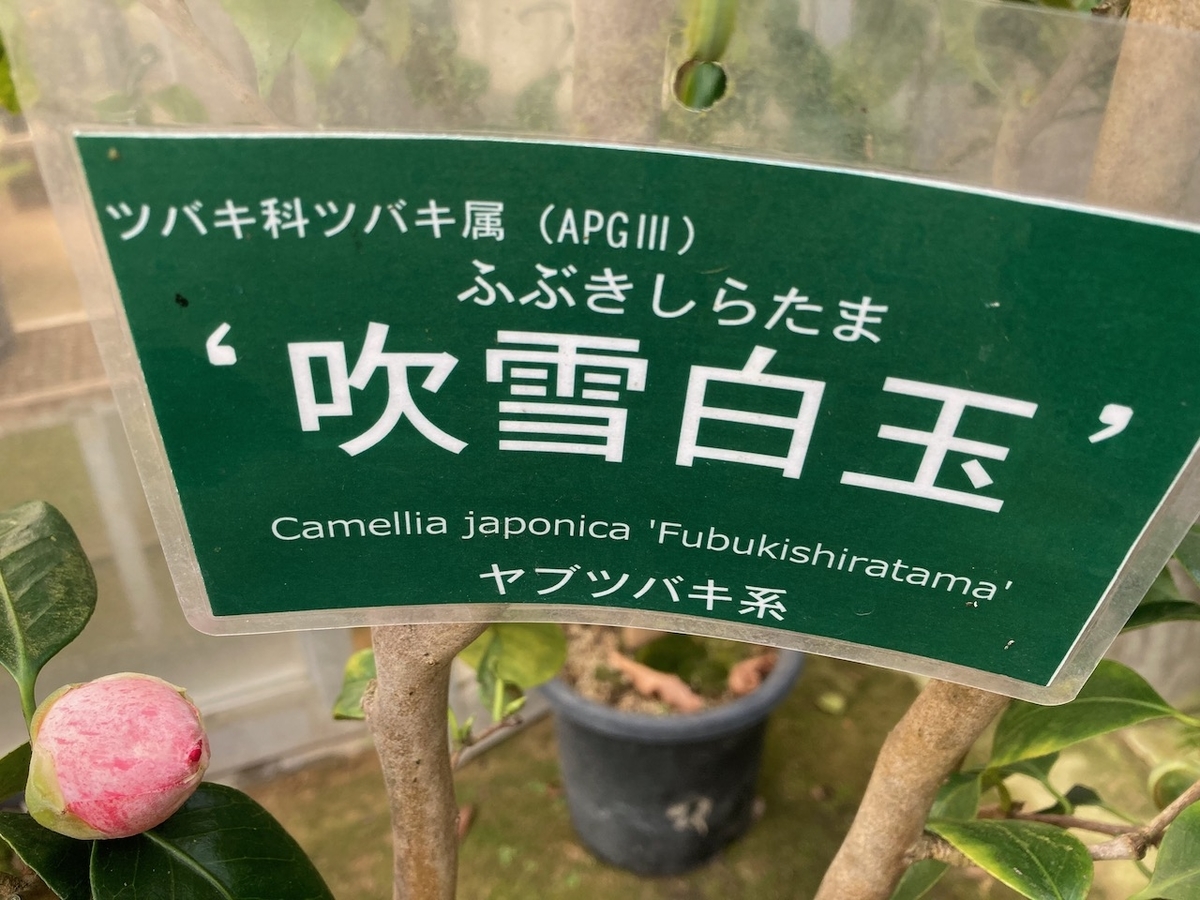 ツバキ科ツバキ属（APGⅢ）
ふぶきしらたま
‘吹雪白玉’
Camellia japonica 'Fubukishiratama'
ヤブツバキ系